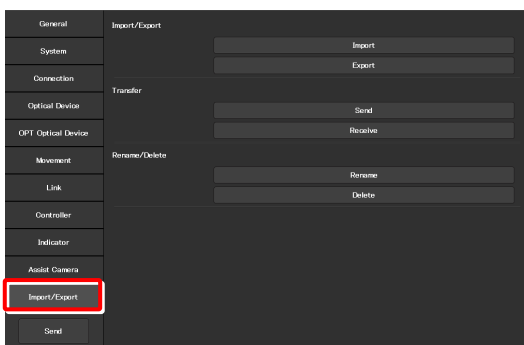 General
System
Connection
Optical Device
OPT Optical Device
Movement
Link
Controller
Indicator
Assist Camera
Import/Export
Send
Import/Export
Import
Export
Transfer
Send
Receive
Rename/Delete
Rename
Delete